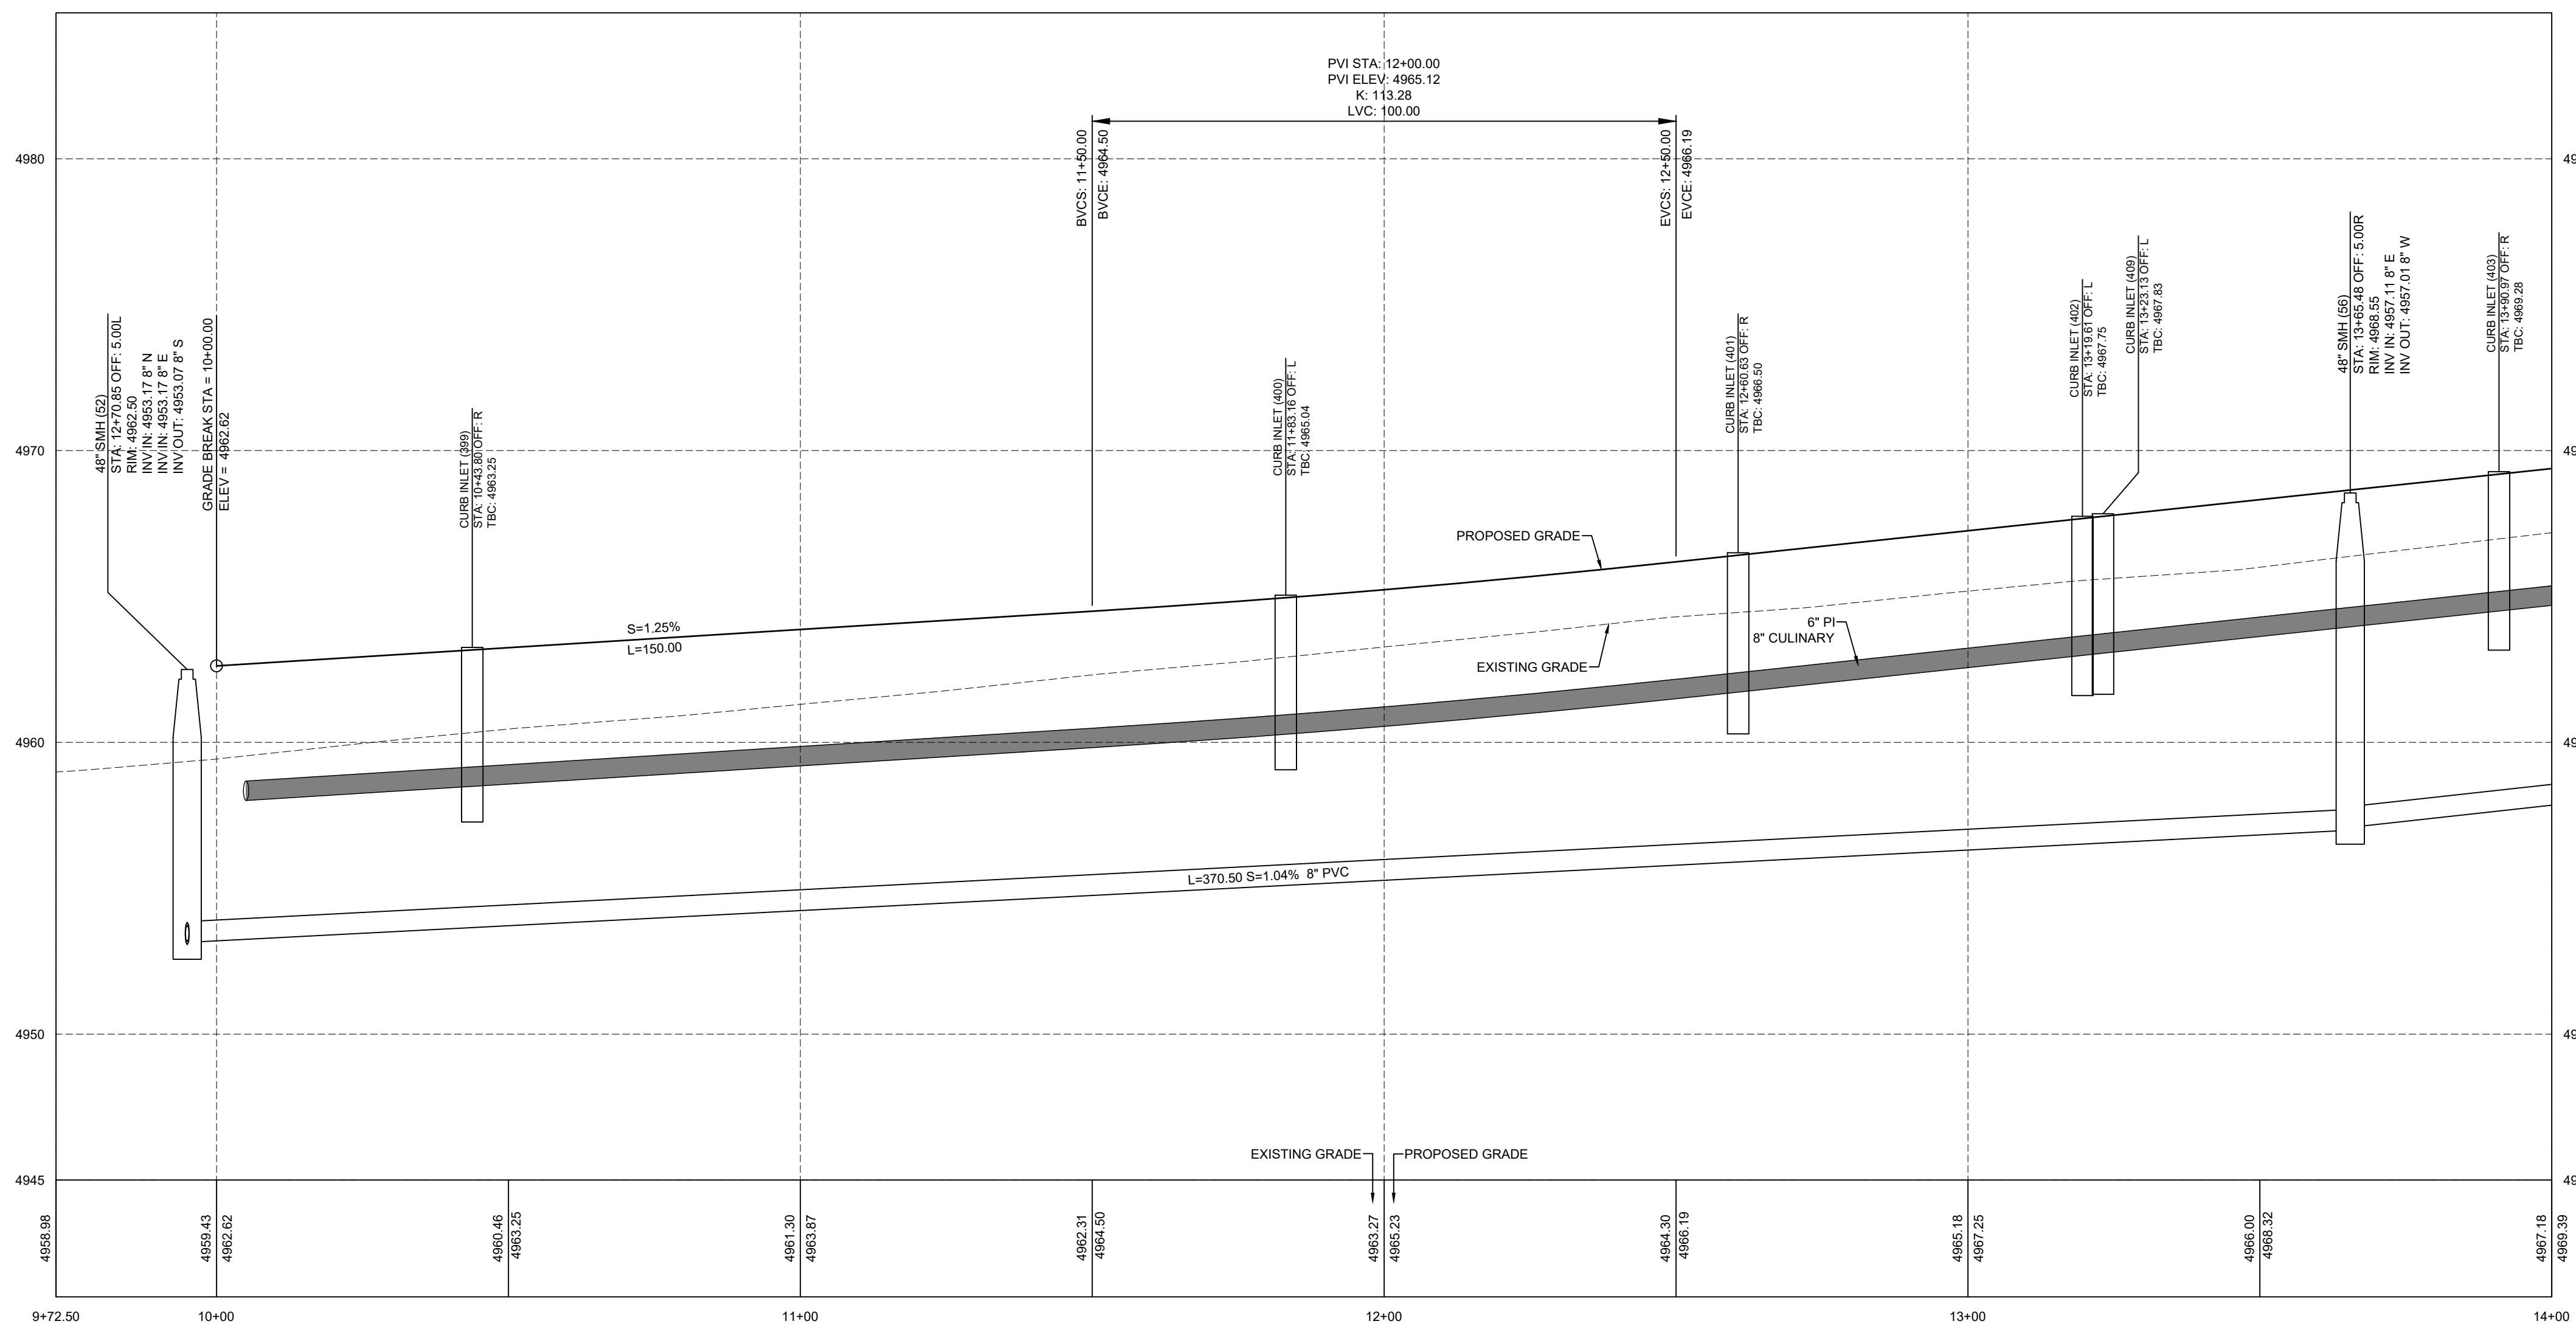 PVI STA: 12+00.00
PVI ELEV: 4965.12
K: 113.28
LVC: 100.00
BVCS: 11+50.00
BVCE: 4964.50
EVCS: 12+50.00
EVCE: 4966.19
4980
49
48" SMH (52)
STA: 12+70.85 OFF: 5.00L
RIM: 4962.50
INV IN: 4953.17 8" N
INV IN: 4953.17 8" E
INV OUT: 4953.07 8" S
GRADE BREAK STA = 10+00.00
ELEV = 4962.62
CURB INLET (399)
STA: 10+43.80 OFF: R
TBC: 4963.25
CURB INLET (400)
STA: 11+83.16 OFF: L
TBC: 4965.04
CURB INLET (401)
STA: 12+60.63 OFF: R
TBC: 4966.50
CURB INLET (402)
STA: 13+19.61 OFF: L
TBC: 4967.75
CURB INLET (409)
STA: 13+23.13 OFF: L
TBC: 4967.83
48" SMH (56)
STA: 13+65.48 OFF: 5.00R
RIM: 4968.55
INV IN: 4957.11 8" E
INV OUT: 4957.01 8" W
CURB INLET (403)
STA: 13+90.97 OFF: R
TBC: 4969.28
4970
49
PROPOSED GRADE
S=1.25%
L=150.00
6" PI
8" CULINARY
EXISTING GRADE
4960
49
L=370.50 S=1.04% 8" PVC
4950
49
EXISTING GRADE
PROPOSED GRADE
4945
49
4958.98
4959.43
4962.62
4960.46
4963.25
4961.30
4963.87
4962.31
4964.50
4963.27
4965.23
4964.30
4966.19
4965.18
4967.25
4966.00
4968.32
4967.18
4969.39
9+72.50
10+00
11+00
12+00
13+00
14+00